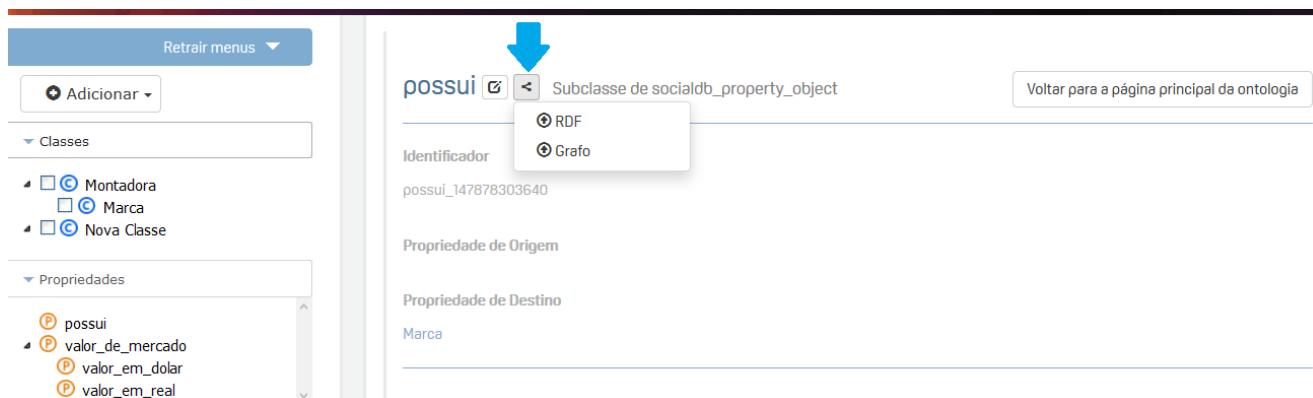 Retrair menus
Adicionar
Classes
Montadora
Marca
Nova Classe
Propriedades
possui
valor_de_mercado
valor_em_dolar
valor_em_real
possui Subclasse de socialdb_property_object
Voltar para a página principal da ontologia
RDF
Grafo
Identificador
possui_147878303640
Propriedade de Origem
Propriedade de Destino
Marca